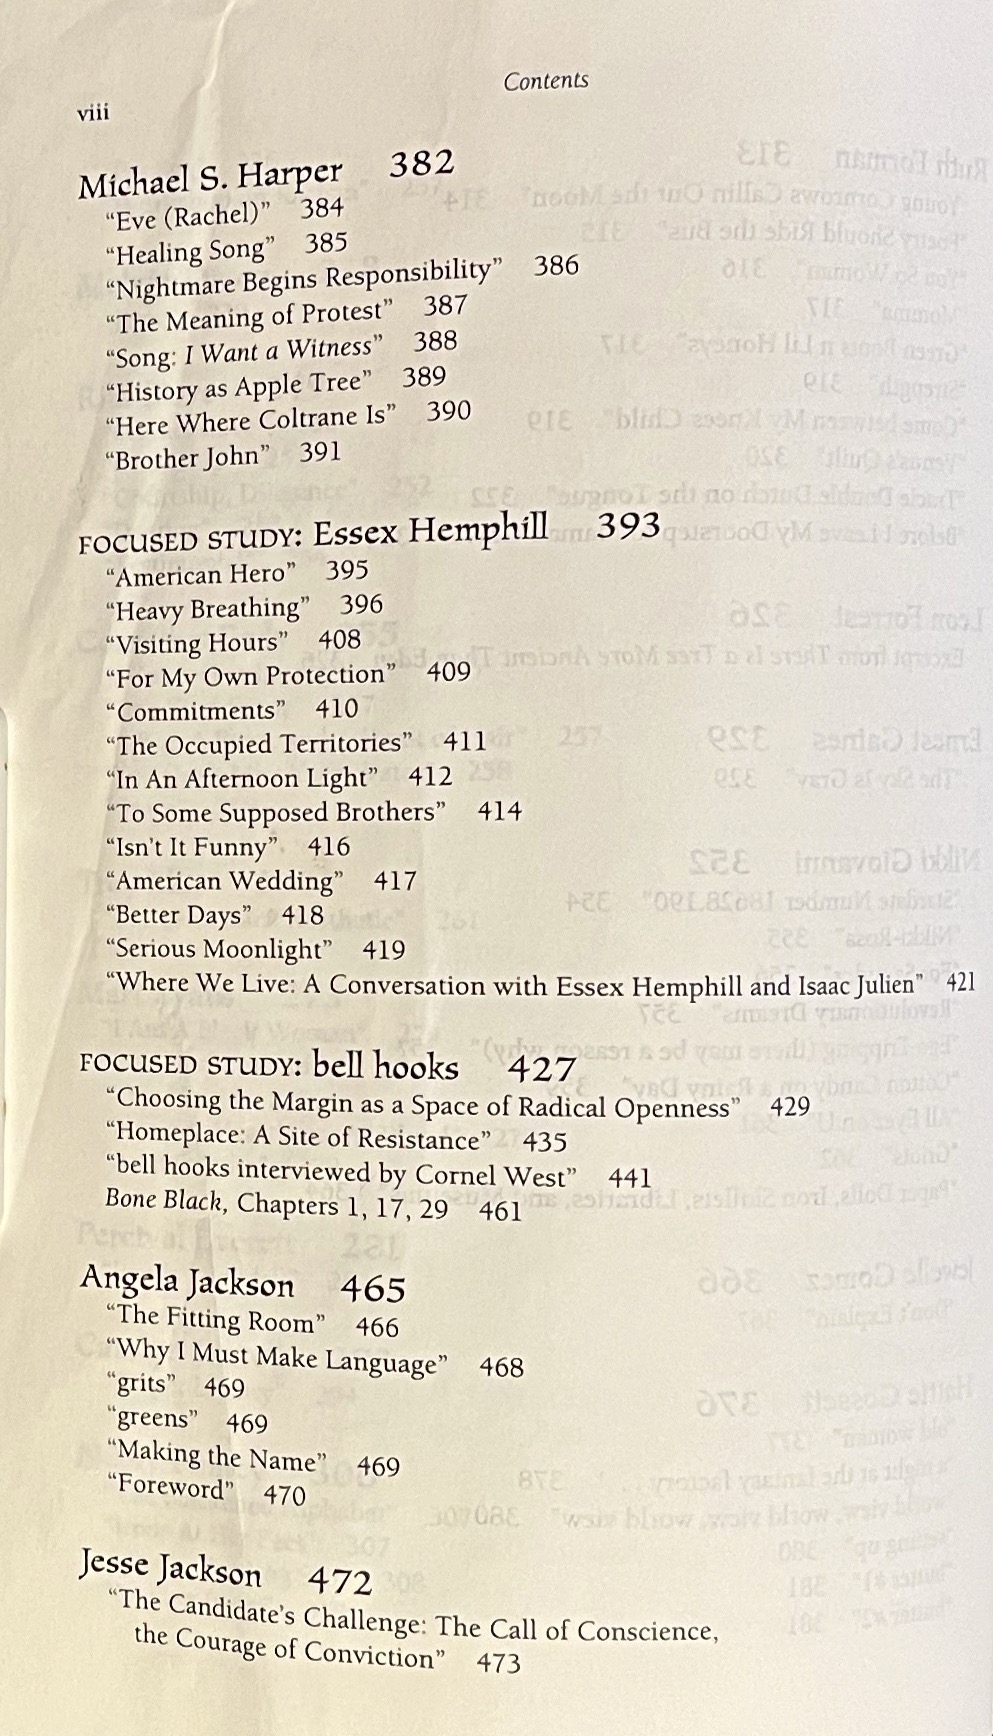 Contents
viii
Michael S. Harper 382
“Eve (Rachel)” 384
“Healing Song” 385
“Nightmare Begins Responsibility” 386
“The Meaning of Protest” 387
“Song: I Want a Witness” 388
“History as Apple Tree” 389
“Here Where Coltrane Is” 390
“Brother John” 391
FOCUSED STUDY: Essex Hemphill 393
“American Hero” 395
“Heavy Breathing” 396
“Visiting Hours” 408
“For My Own Protection” 409
“Commitments” 410
“The Occupied Territories” 411
“In An Afternoon Light” 412
“To Some Supposed Brothers” 414
“Isn't It Funny” 416
“American Wedding” 417
“Better Days” 418
“Serious Moonlight” 419
“Where We Live: A Conversation with Essex Hemphill and Isaac Julien” 421
FOCUSED STUDY: bell hooks 427
“Choosing the Margin as a Space of Radical Openness” 429
“Homeplace: A Site of Resistance” 435
“bell hooks interviewed by Cornel West” 441
Bone Black, Chapters 1, 17, 29 461
Angela Jackson 465
“The Fitting Room” 466
“Why I Must Make Language” 468
“grits” 469
“greens” 469
“Making the Name” 469
“Foreword” 470
Jesse Jackson 472
“The Candidate's Challenge: The Call of Conscience,
the Courage of Conviction” 473